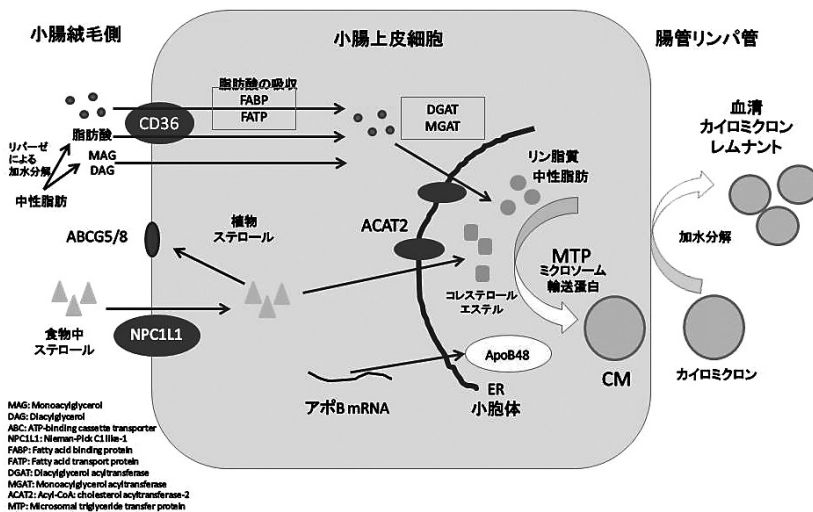 小腸絨毛側
小腸上皮細胞
腸管リンパ管
脂肪酸の吸収
FABP
FATP
CD36
DGAT
MGAT
脂肪酸
リパーゼ
による
加水分解
MAG
DAG
中性脂肪
リン脂質
中性脂肪
血清
カイロミクロン
レムナント
ABCG5/8
植物
ステロール
ACAT2
MTP
ミクロソーム
輸送蛋白
加水分解
コレステロール
エステル
食物中
ステロール
NPC1L1
ApoB48
アポB mRNA
ER
小胞体
CM
カイロミクロン
MAG: Monoacylglycerol
DAG: Diacylglycerol
ABC: ATP-binding cassette transporter
NPC1L1: Nieman-Pick C1 like-1
FABP: Fatty acid binding protein
FATP: Fatty acid transport protein
DGAT: Diacylglycerol acyltransferase
MGAT: Monoacylglycerol acyltransferase
ACAT2: Acyl-CoA: cholesterol acyltransferase-2
MTP: Microsomal triglyceride transfer protein